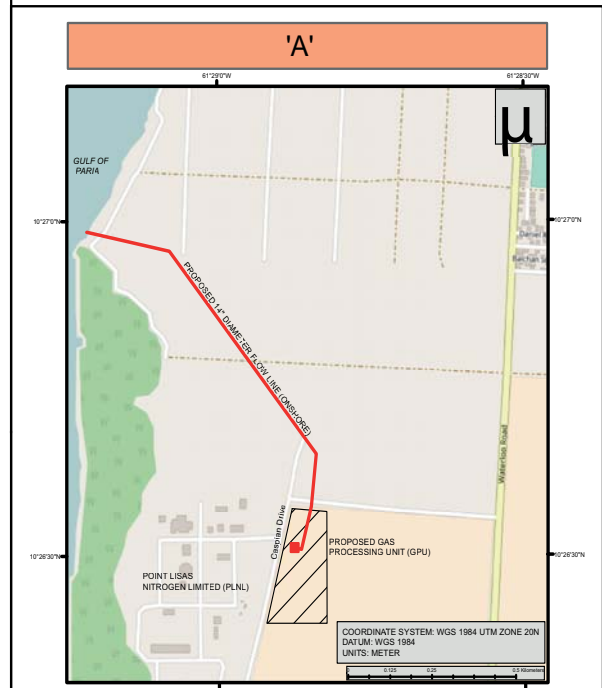 'A'
61°29'0"W
61°28'30"W
µ
GULF OF
PARIA
10°27'0"N
10°27'0"N
Daniel
PROPOSED 14" DIAMETER FLOW LINE (ONSHORE)
Waterloo Road
Caspian Drive
PROPOSED GAS
PROCESSING UNIT (GPU)
10°26'30"N
10°26'30"N
POINT LISAS
NITROGEN LIMITED (PLNL)
COORDINATE SYSTEM: WGS 1984 UTM ZONE 20N
DATUM: WGS 1984
UNITS: METER
0.125 0.25 0.5 Kilometers